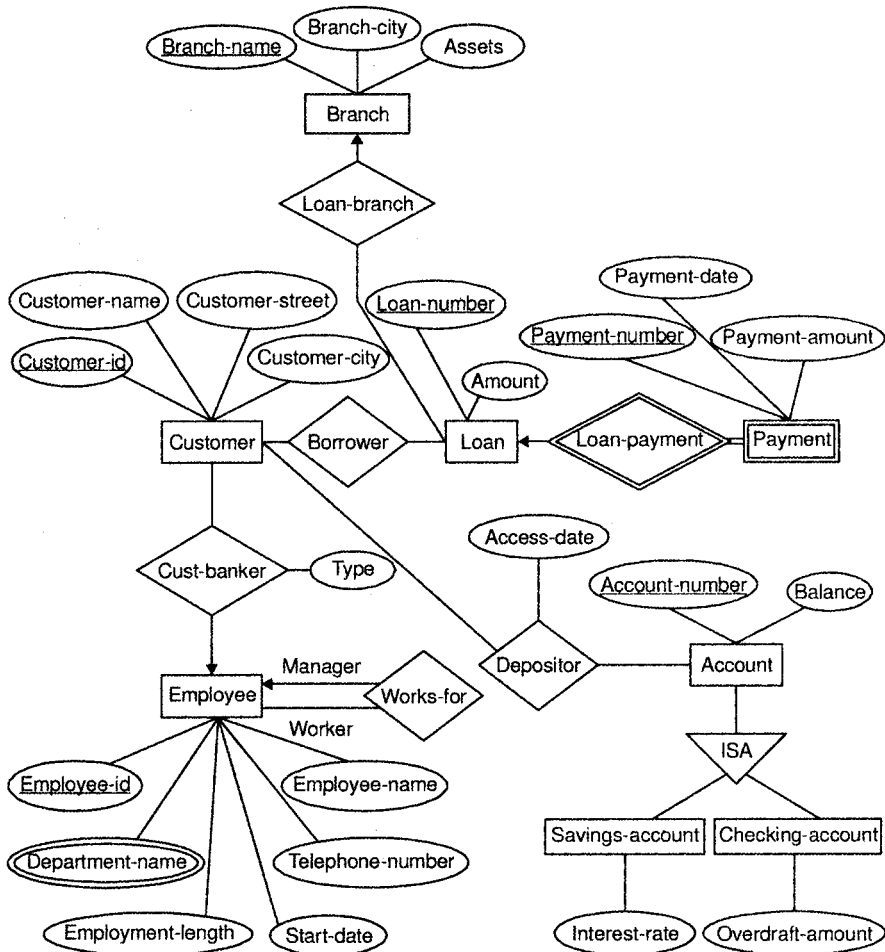 Branch-city
Branch-name
Assets
Branch
Loan-branch
Payment-date
Customer-name
Customer-street
Loan-number
Payment-number
Payment-amount
Customer-id
Customer-city
Amount
Customer
Borrower
Loan
Loan-payment
Payment
Access-date
Cust-banker
Type
Account-number
Balance
Manager
Depositor
Account
Employee
Works-for
Worker
ISA
Employee-id
Employee-name
Savings-account
Checking-account
Department-name
Telephone-number
Employment-length
Start-date
Interest-rate
Overdraft-amount